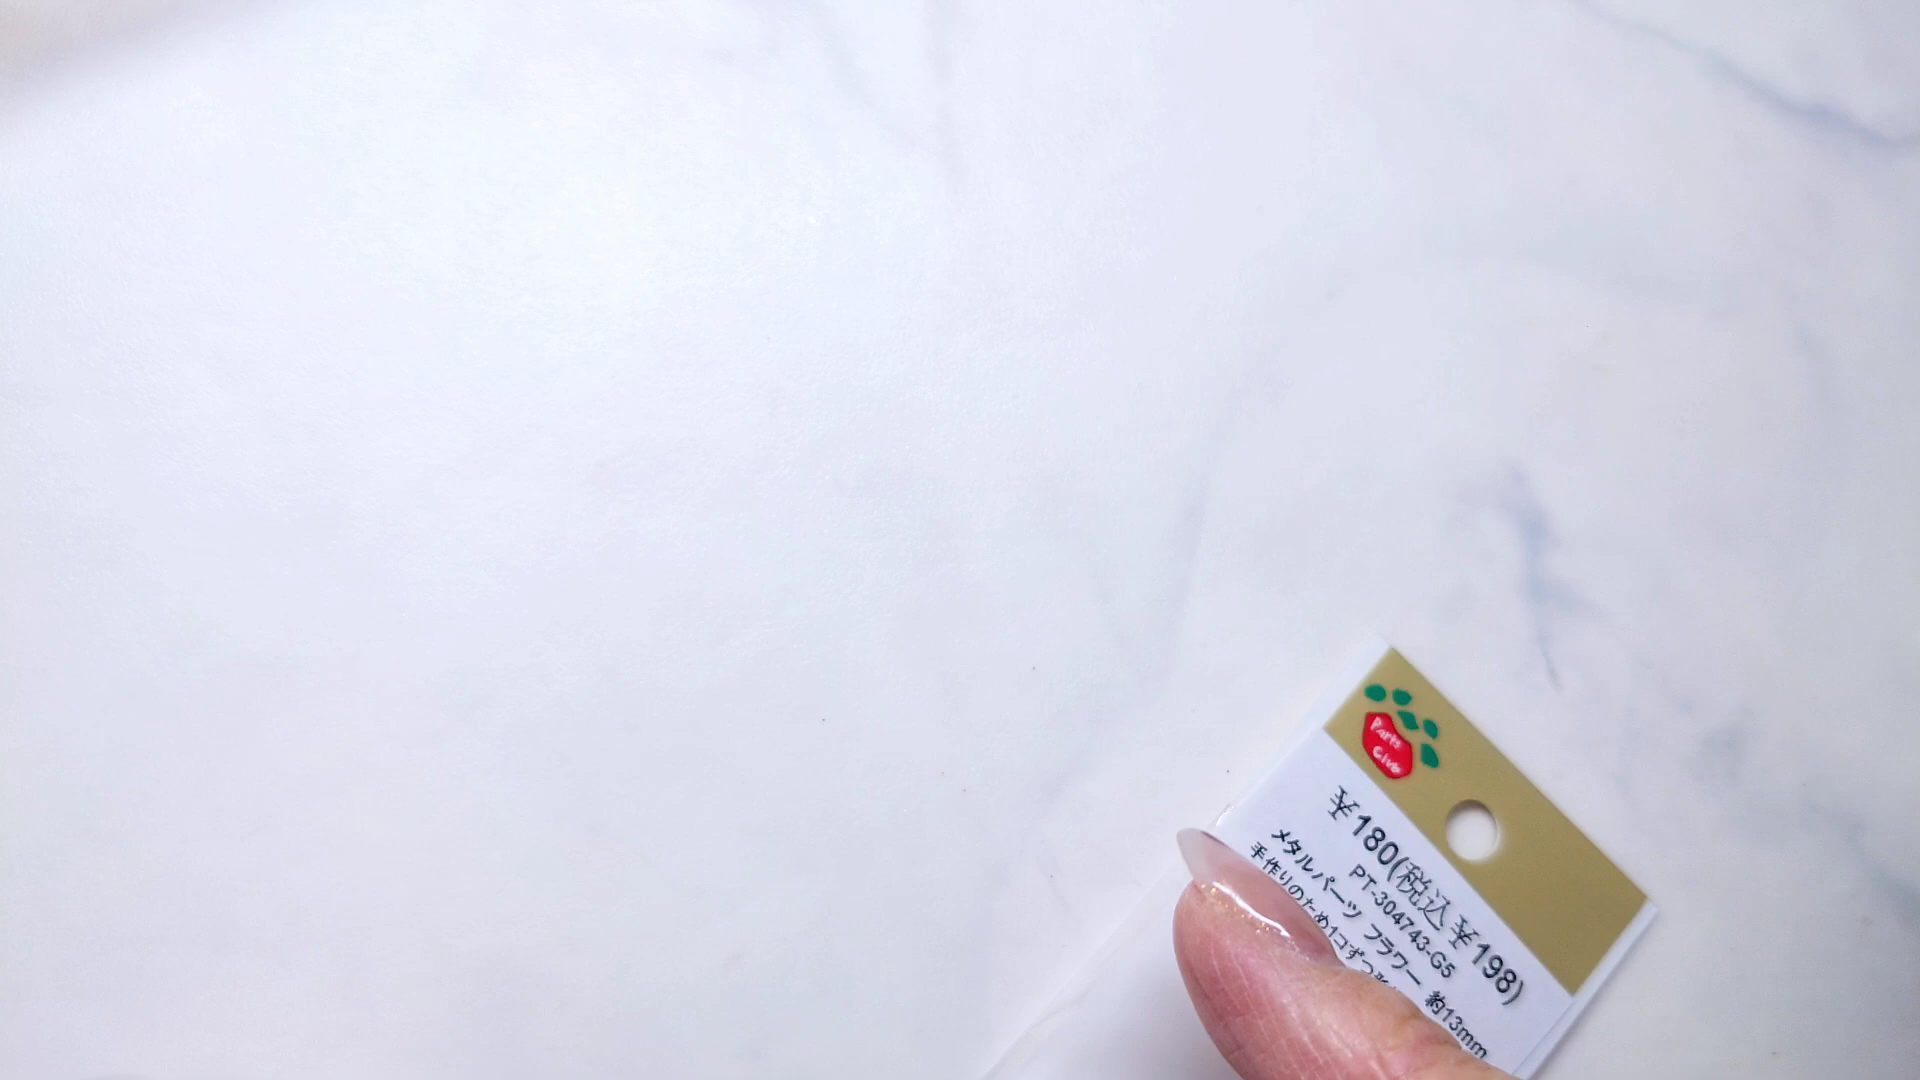 Parts
Club
¥180(税込¥198)
PT-304743-G5
メタルパーツ フラワー 約13mm
手作りのため1コずつ形